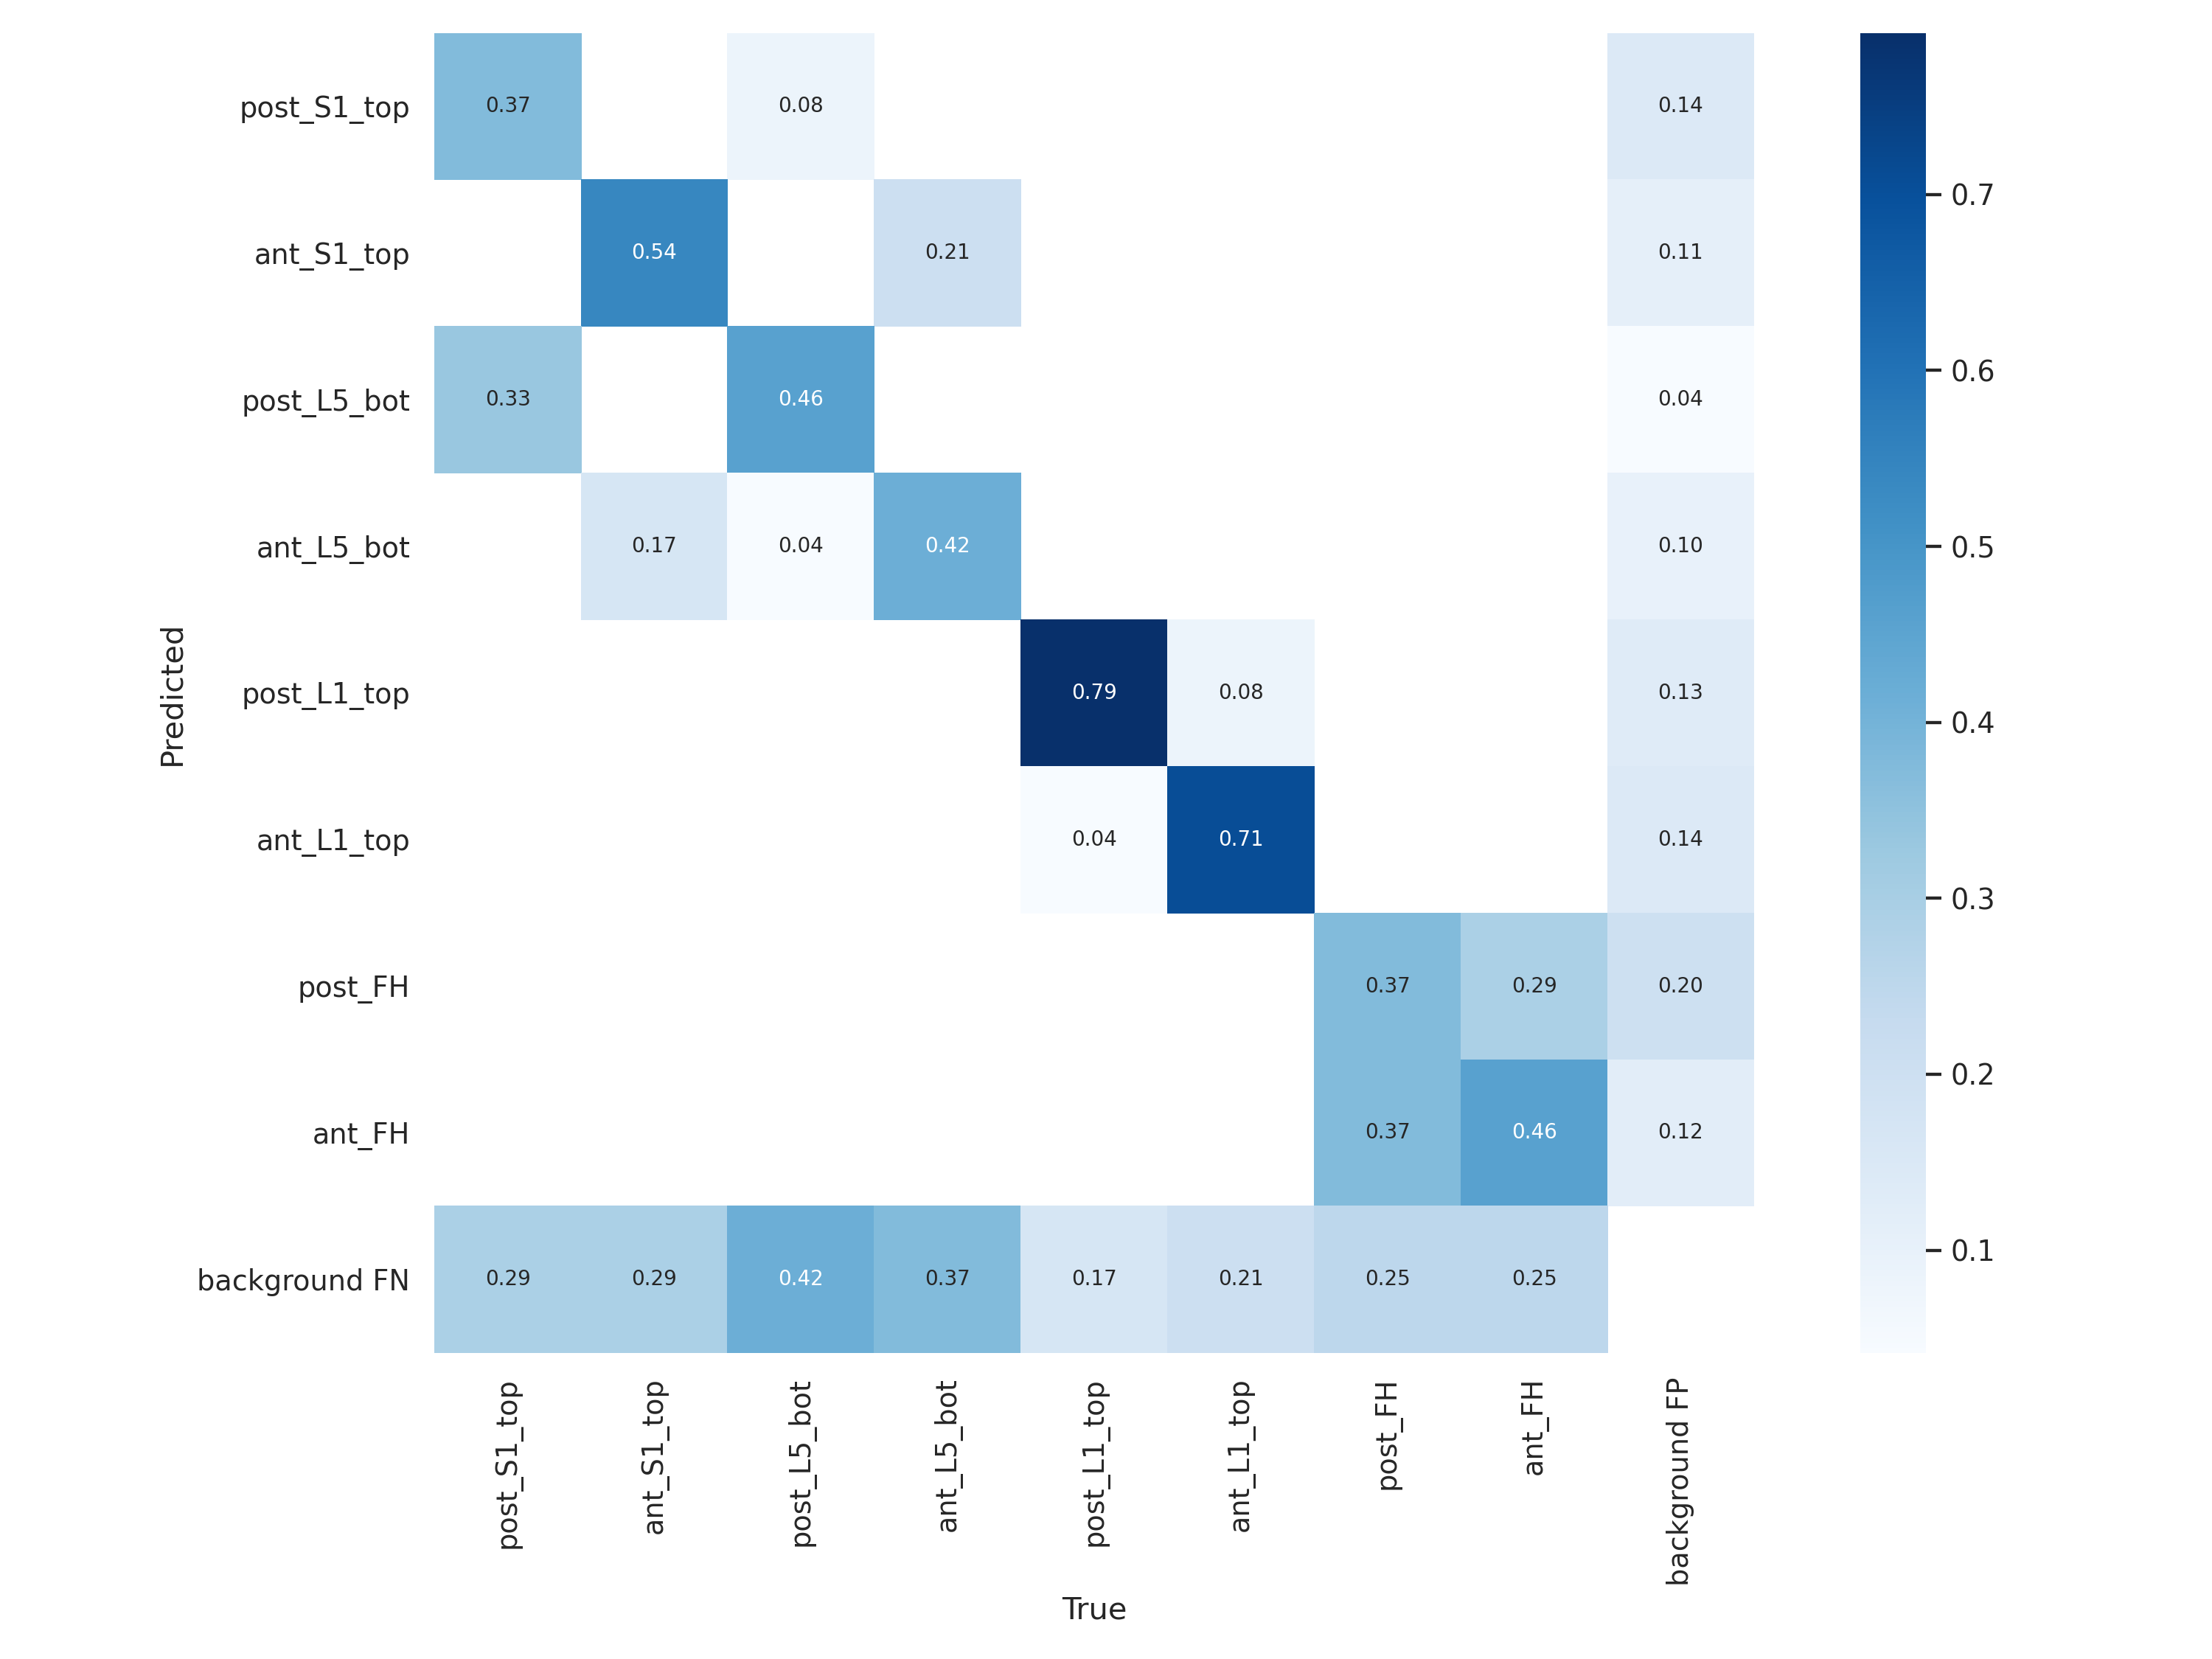 post_S1_top 0.37 0.08 0.14
ant_S1_top 0.54 0.21 0.11
post_L5_bot 0.33 0.46 0.04
ant_L5_bot 0.17 0.04 0.42 0.10
post_L1_top 0.79 0.08 0.13
ant_L1_top 0.04 0.71 0.14
post_FH 0.37 0.29 0.20
ant_FH 0.37 0.46 0.12
background FN 0.29 0.29 0.42 0.37 0.17 0.21 0.25 0.25
Predicted
post_S1_top
ant_S1_top
post_L5_bot
ant_L5_bot
post_L1_top
ant_L1_top
post_FH
ant_FH
background FP
True
0.7
0.6
0.5
0.4
0.3
0.2
0.1